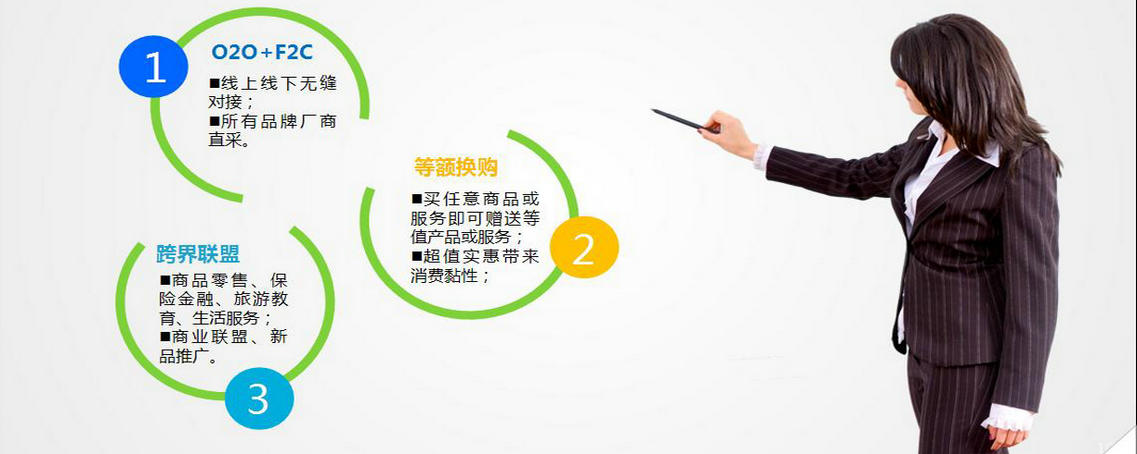 1
O2O+F2C
■线上线下无缝
对接；
■所有品牌厂商
直采。
等额换购
■买任意商品或
服务即可赠送等
值产品或服务；
■超值实惠带来
消费黏性；
2
跨界联盟
■商品零售、保
险金融、旅游教
育、生活服务；
■商业联盟、新
品推广。
3